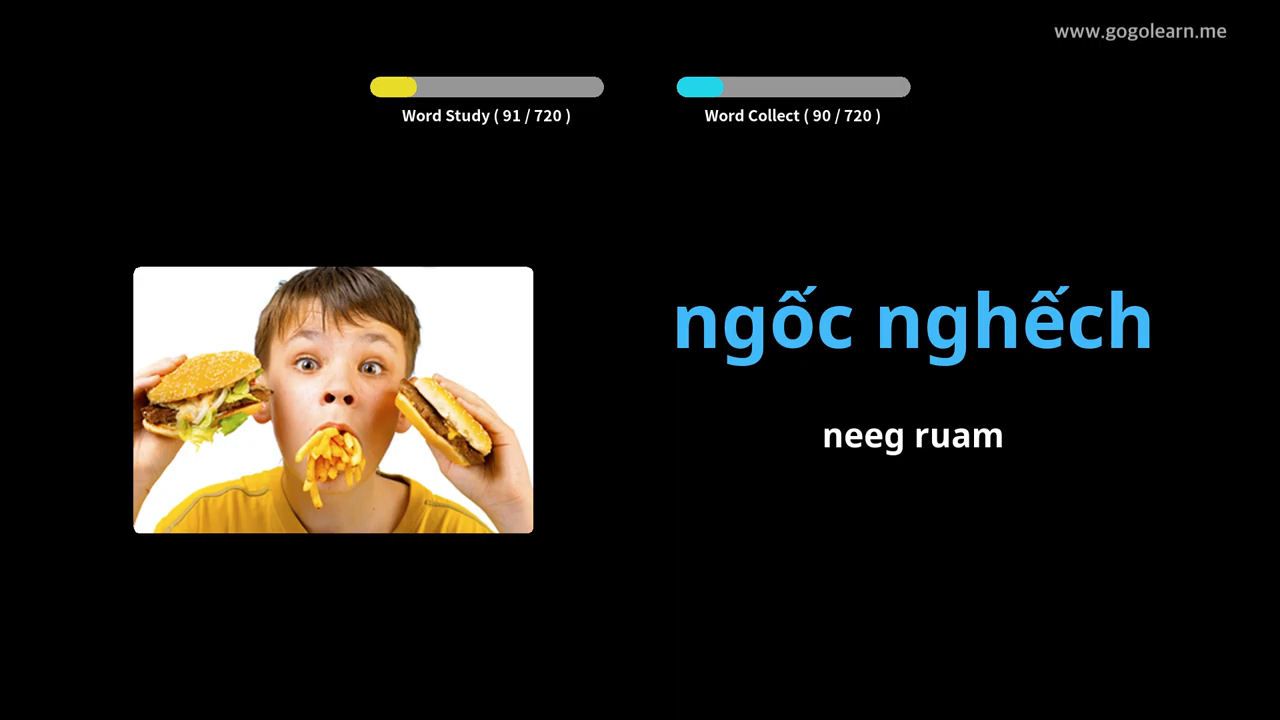 www.gogolearn.me
Word Study ( 91 / 720 )
Word Collect ( 90 / 720 )
ngốc nghếch
neeg ruam